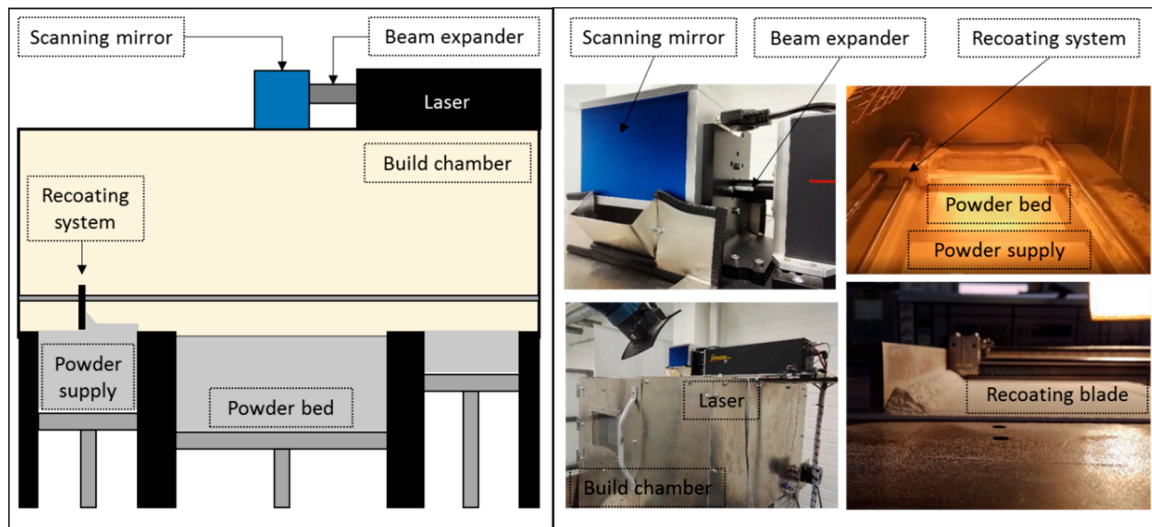 Scanning mirror
Beam expander
Laser
Build chamber
Recoating
system
Powder
supply
Powder bed
Scanning mirror
Beam expander
Recoating system
Powder bed
Powder supply
Laser
Build chamber
Recoating blade